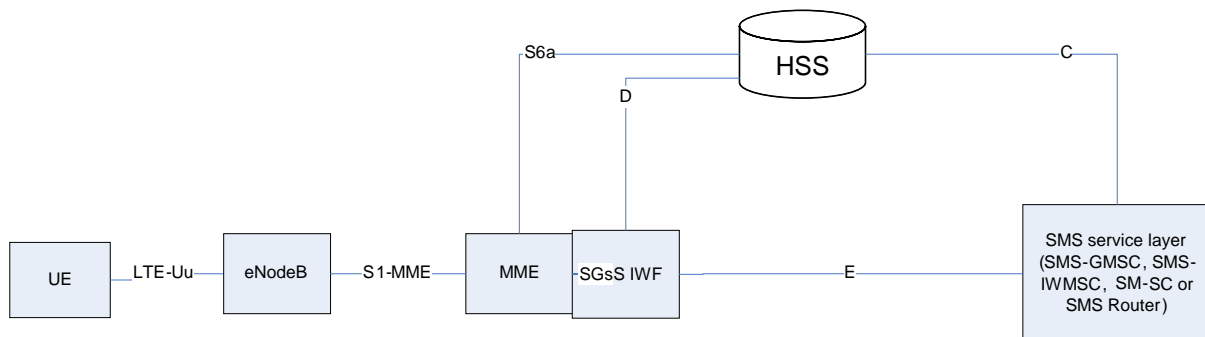 S6a
HSS
C
D
UE
LTE-Uu
eNodeB
S1-MME
MME
SGsS IWF
E
SMS service layer
(SMS-GMSC, SMS-
IWMSC, SM-SC or
SMS Router)